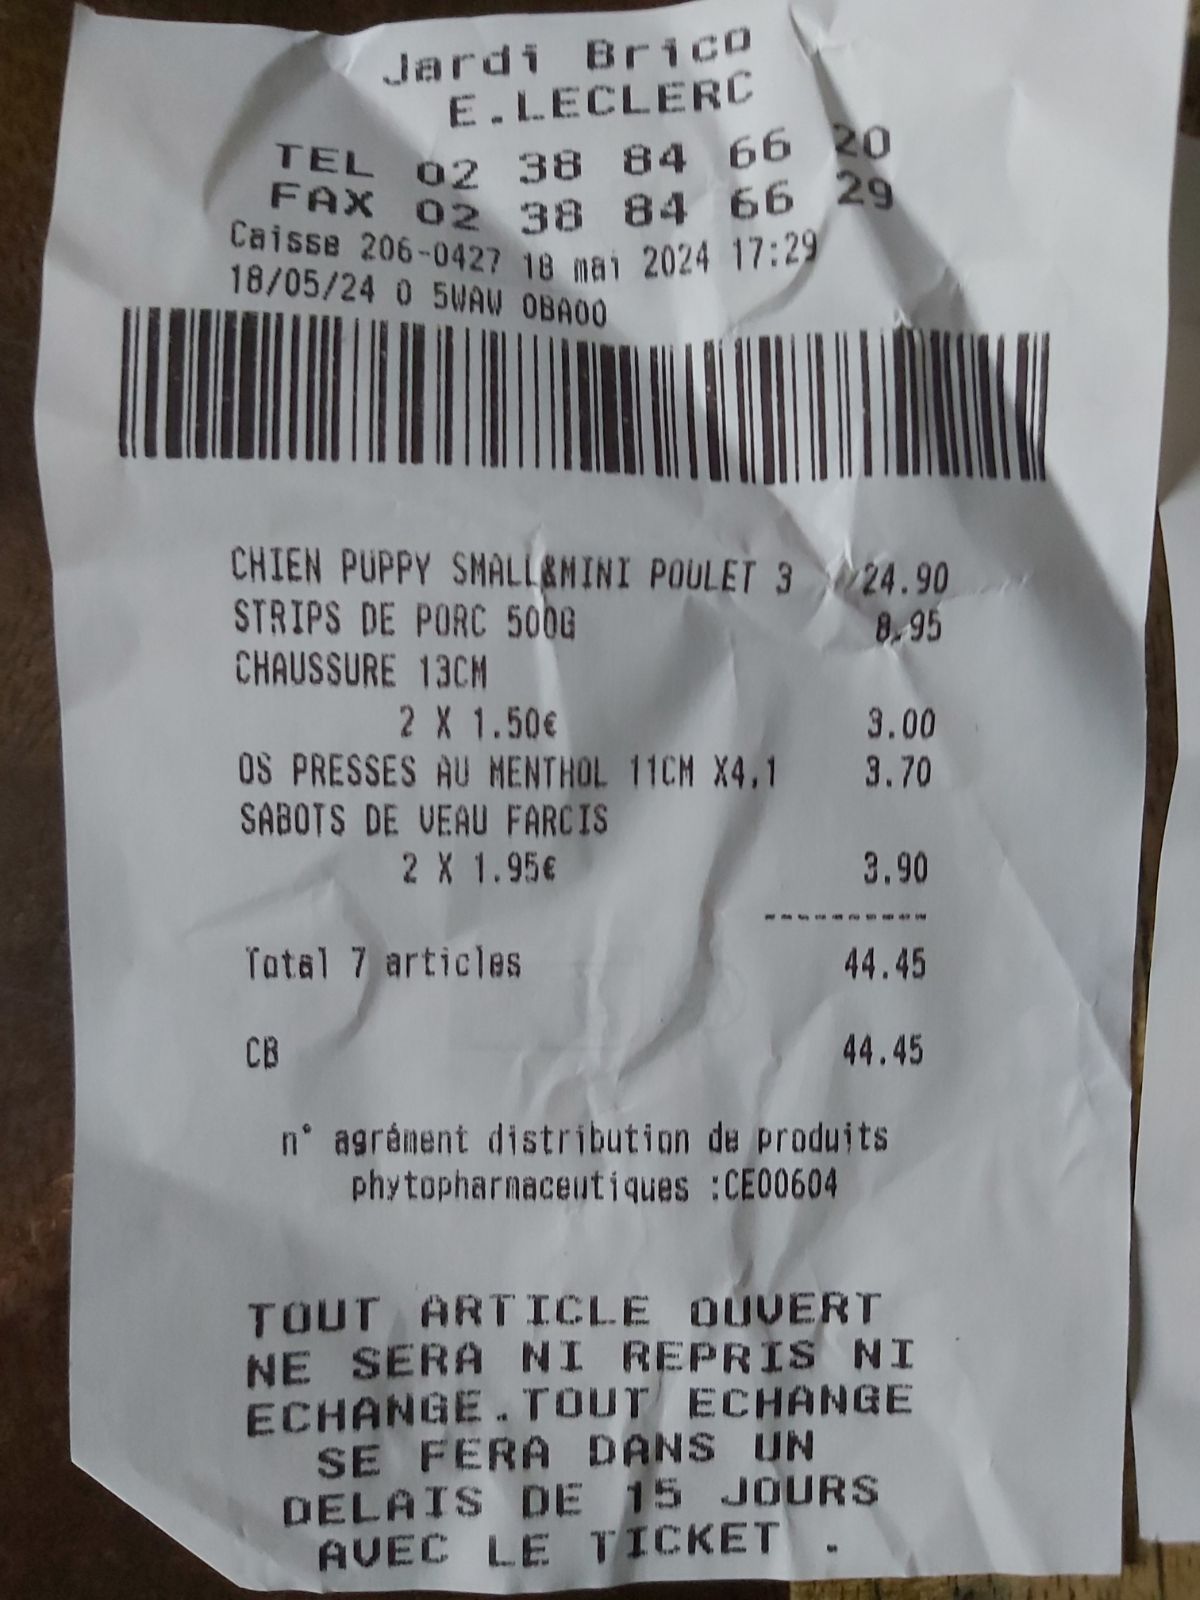 Jardi Brico
E.LECLERC
TEL 02 38 84 66 20
FAX 02 38 84 66 29
Caisse 206-0427 18 mai 2024 17:29
18/05/24 0 5WAW 0BA00
CHIEN PUPPY SMALL&MINI POULET 3 24.90
STRIPS DE PORC 500G 8.95
CHAUSSURE 13CM
2 X 1.50€ 3.00
OS PRESSES AU MENTHOL 11CM X4,1 3.70
SABOTS DE VEAU FARCIS
2 X 1.95€ 3.90
----------
Total 7 articles 44.45
CB 44.45
n° agrément distribution de produits
phytopharmaceutiques :CE00604
TOUT ARTICLE OUVERT
NE SERA NI REPRIS NI
ECHANGE.TOUT ECHANGE
SE FERA DANS UN
DELAIS DE 15 JOURS
AVEC LE TICKET .